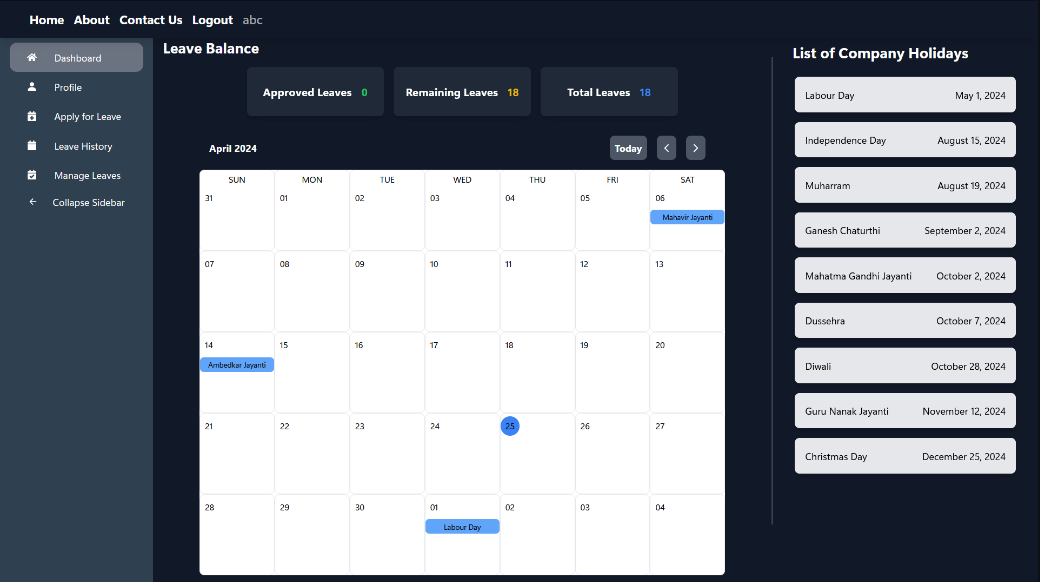 Home About Contact Us Logout abc
Dashboard
Profile
Apply for Leave
Leave History
Manage Leaves
Collapse Sidebar
Leave Balance
Approved Leaves 0
Remaining Leaves 18
Total Leaves 18
April 2024
Today
SUN MON TUE WED THU FRI SAT
31 01 02 03 04 05 06
Mahavir Jayanti
07 08 09 10 11 12 13
14 15 16 17 18 19 20
Ambedkar Jayanti
21 22 23 24 25 26 27
28 29 30 01 02 03 04
Labour Day
List of Company Holidays
Labour Day May 1, 2024
Independence Day August 15, 2024
Muharram August 19, 2024
Ganesh Chaturthi September 2, 2024
Mahatma Gandhi Jayanti October 2, 2024
Dussehra October 7, 2024
Diwali October 28, 2024
Guru Nanak Jayanti November 12, 2024
Christmas Day December 25, 2024